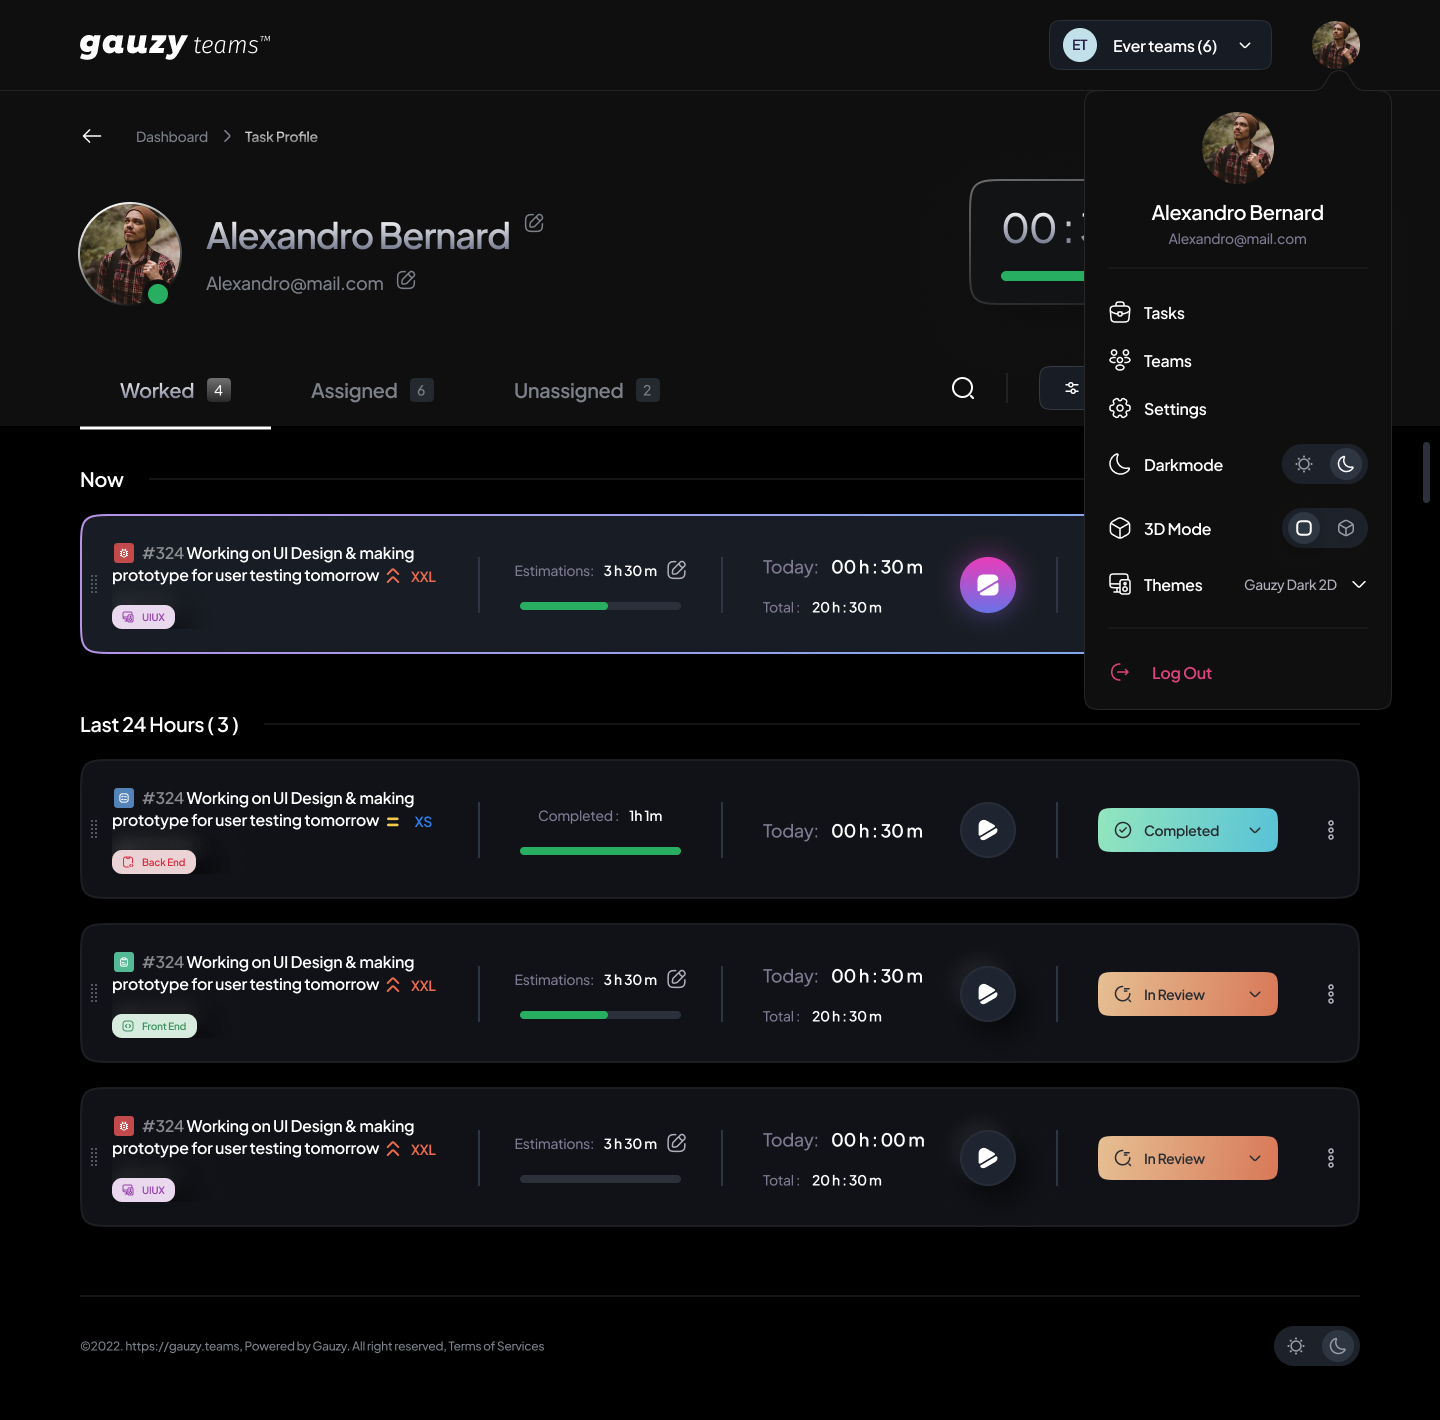 gauzy teams™
ET Ever teams (6)
Dashboard Task Profile
Alexandro Bernard
Alexandro@mail.com
00 :
Alexandro Bernard
Alexandro@mail.com
Tasks
Teams
Settings
Darkmode
3D Mode
Themes Gauzy Dark 2D
Log Out
Worked 4 Assigned 6 Unassigned 2
Now
#324 Working on UI Design & making
prototype for user testing tomorrow XXL
UIUX
Estimations: 3 h 30 m
Today: 00 h : 30 m
Total : 20 h : 30 m
Last 24 Hours ( 3 )
#324 Working on UI Design & making
prototype for user testing tomorrow XS
Back End
Completed : 1h 1m
Today: 00 h : 30 m
Completed
#324 Working on UI Design & making
prototype for user testing tomorrow XXL
Front End
Estimations: 3 h 30 m
Today: 00 h : 30 m
Total : 20 h : 30 m
In Review
#324 Working on UI Design & making
prototype for user testing tomorrow XXL
UIUX
Estimations: 3 h 30 m
Today: 00 h : 00 m
Total : 20 h : 30 m
In Review
©2022. https://gauzy.teams, Powered by Gauzy. All right reserved, Terms of Services